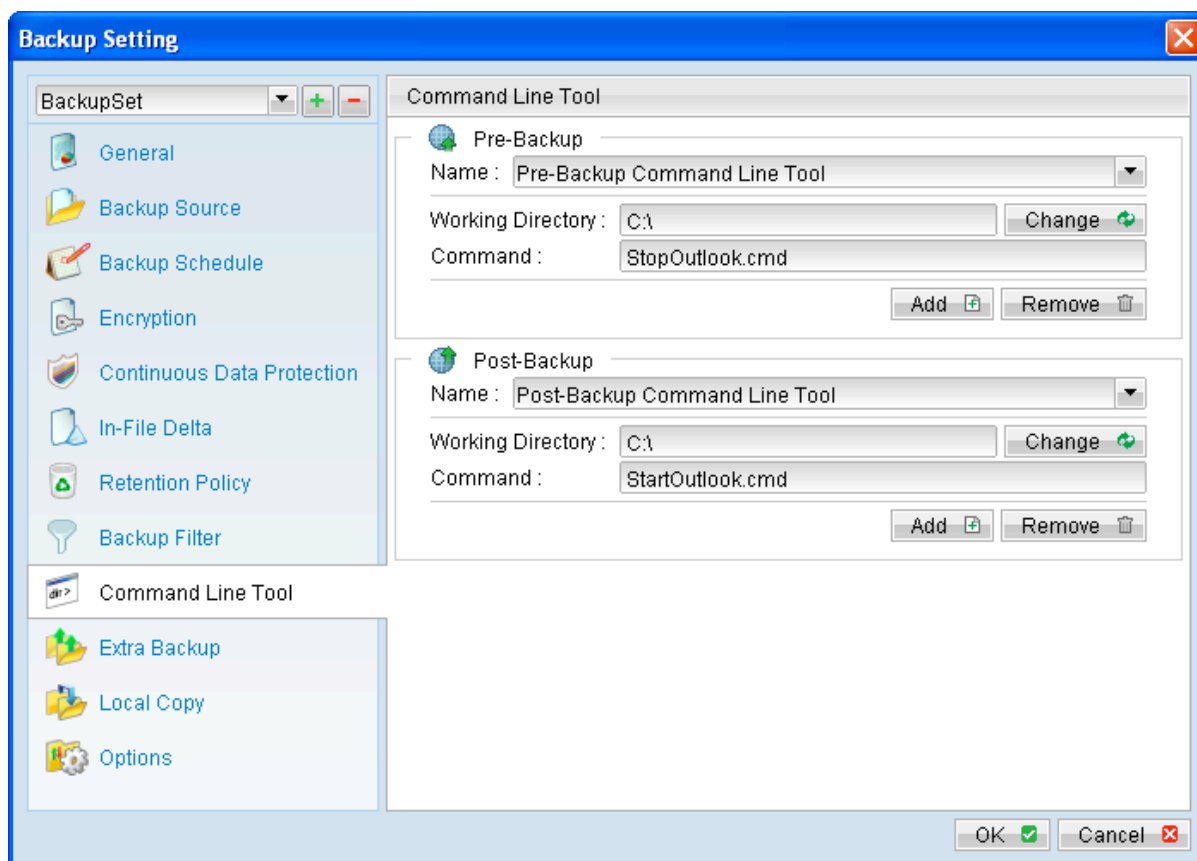 Backup Setting
BackupSet
General
Backup Source
Backup Schedule
Encryption
Continuous Data Protection
In-File Delta
Retention Policy
Backup Filter
dir >
Command Line Tool
Extra Backup
Local Copy
Options
Command Line Tool
Pre-Backup
Name : Pre-Backup Command Line Tool
Working Directory : C:\ Change
Command : StopOutlook.cmd
Add Remove
Post-Backup
Name : Post-Backup Command Line Tool
Working Directory : C:\ Change
Command : StartOutlook.cmd
Add Remove
OK Cancel